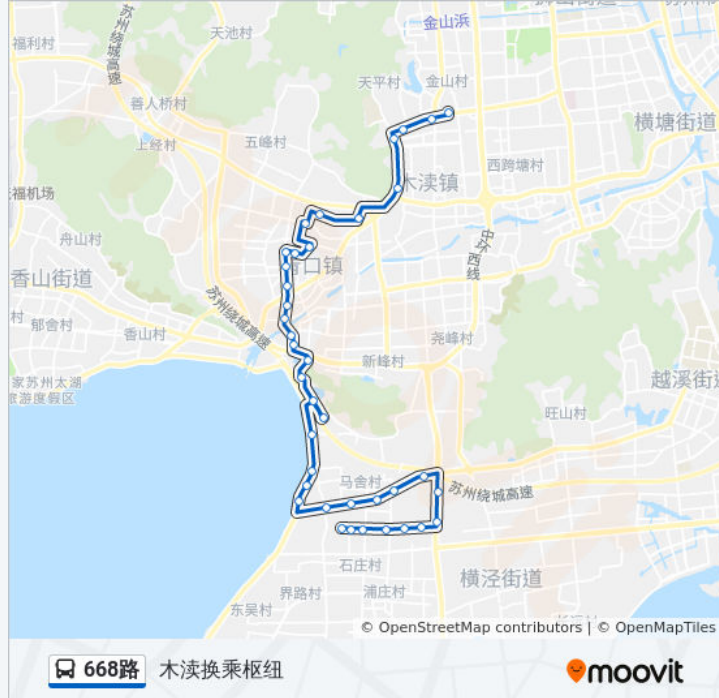 苏州绕城高速
天池村
金山浜
福利村
天平村
金山村
善人桥村
横塘街道
上经村
五峰村
西跨塘村
木渎镇
福机场
舟山村
中环西线
胥口镇
香山街道
苏州绕城高速
村
郁舍村
香山村
尧峰村
新峰村
越溪街道
家苏州太湖
旅游度假区
旺山村
马舍村
苏州绕城高速
石庄村
横泾街道
界路村
浦庄村
东吴村
© OpenStreetMap contributors | © OpenMapTiles
668路 木渎换乘枢纽
moovit